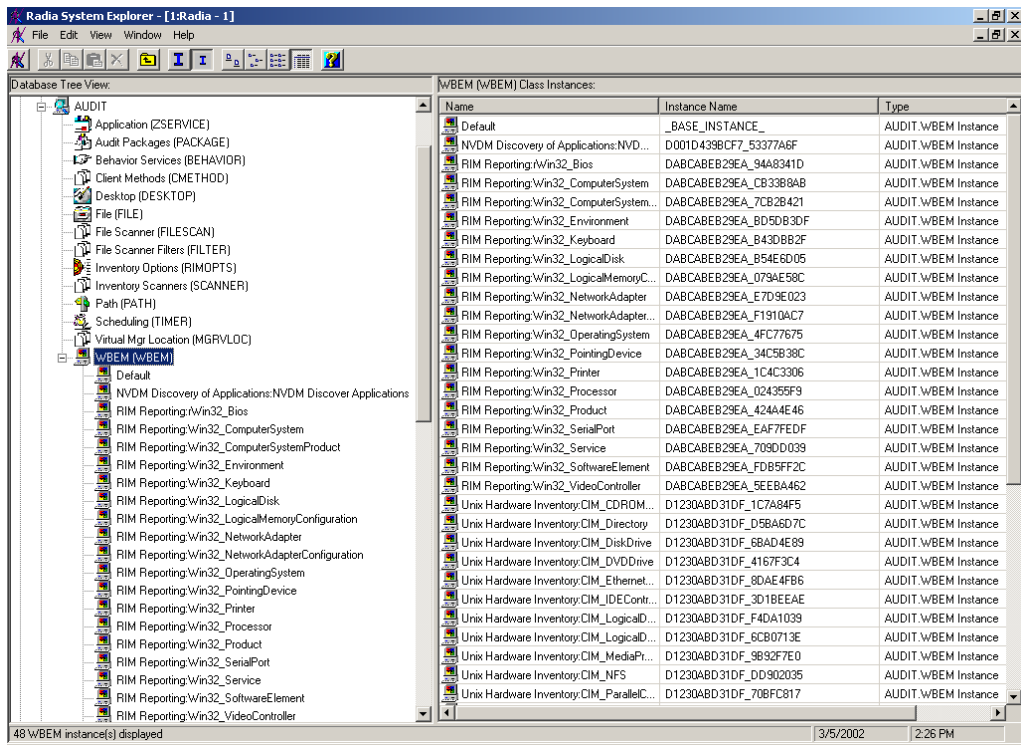 Radia System Explorer - [1:Radia - 1]
File Edit View Window Help
Database Tree View:
AUDIT
Application (ZSERVICE)
Audit Packages (PACKAGE)
Behavior Services (BEHAVIOR)
Client Methods (CMETHOD)
Desktop (DESKTOP)
File (FILE)
File Scanner (FILESCAN)
File Scanner Filters (FILTER)
Inventory Options (RIMOPTS)
Inventory Scanners (SCANNER)
Path (PATH)
Scheduling (TIMER)
Virtual Mgr Location (MGRVLOC)
WBEM (WBEM)
Default
NVDM Discovery of Applications:NVDM Discover Applications
RIM Reporting:rWin32_Bios
RIM Reporting:Win32_ComputerSystem
RIM Reporting:Win32_ComputerSystemProduct
RIM Reporting:Win32_Environment
RIM Reporting:Win32_Keyboard
RIM Reporting:Win32_LogicalDisk
RIM Reporting:Win32_LogicalMemoryConfiguration
RIM Reporting:Win32_NetworkAdapter
RIM Reporting:Win32_NetworkAdapterConfiguration
RIM Reporting:Win32_OperatingSystem
RIM Reporting:Win32_PointingDevice
RIM Reporting:Win32_Printer
RIM Reporting:Win32_Processor
RIM Reporting:Win32_Product
RIM Reporting:Win32_SerialPort
RIM Reporting:Win32_Service
RIM Reporting:Win32_SoftwareElement
RIM Reporting:Win32_VideoController
WBEM (WBEM) Class Instances:
Name Instance Name Type
Default _BASE_INSTANCE_ AUDIT.WBEM Instance
NVDM Discovery of Applications:NVD... D001D439BCF7_53377A6F AUDIT.WBEM Instance
RIM Reporting:rWin32_Bios DABCABEB29EA_94A8341D AUDIT.WBEM Instance
RIM Reporting:Win32_ComputerSystem DABCABEB29EA_CB33B8AB AUDIT.WBEM Instance
RIM Reporting:Win32_ComputerSystem... DABCABEB29EA_7CB2B421 AUDIT.WBEM Instance
RIM Reporting:Win32_Environment DABCABEB29EA_BD5DB3DF AUDIT.WBEM Instance
RIM Reporting:Win32_Keyboard DABCABEB29EA_B43DBB2F AUDIT.WBEM Instance
RIM Reporting:Win32_LogicalDisk DABCABEB29EA_B54E6D05 AUDIT.WBEM Instance
RIM Reporting:Win32_LogicalMemoryC... DABCABEB29EA_079AE58C AUDIT.WBEM Instance
RIM Reporting:Win32_NetworkAdapter DABCABEB29EA_E7D9E023 AUDIT.WBEM Instance
RIM Reporting:Win32_NetworkAdapter... DABCABEB29EA_F1910AC7 AUDIT.WBEM Instance
RIM Reporting:Win32_OperatingSystem DABCABEB29EA_4FC77675 AUDIT.WBEM Instance
RIM Reporting:Win32_PointingDevice DABCABEB29EA_34C5B38C AUDIT.WBEM Instance
RIM Reporting:Win32_Printer DABCABEB29EA_1C4C3306 AUDIT.WBEM Instance
RIM Reporting:Win32_Processor DABCABEB29EA_024355F9 AUDIT.WBEM Instance
RIM Reporting:Win32_Product DABCABEB29EA_424A4E46 AUDIT.WBEM Instance
RIM Reporting:Win32_SerialPort DABCABEB29EA_EAF7FEDF AUDIT.WBEM Instance
RIM Reporting:Win32_Service DABCABEB29EA_709DD039 AUDIT.WBEM Instance
RIM Reporting:Win32_SoftwareElement DABCABEB29EA_FDB5FF2C AUDIT.WBEM Instance
RIM Reporting:Win32_VideoController DABCABEB29EA_5EEBA462 AUDIT.WBEM Instance
Unix Hardware Inventory:CIM_CDROM... D1230ABD31DF_1C7A84F5 AUDIT.WBEM Instance
Unix Hardware Inventory:CIM_Directory D1230ABD31DF_D5BA6D7C AUDIT.WBEM Instance
Unix Hardware Inventory:CIM_DiskDrive D1230ABD31DF_6BAD4E89 AUDIT.WBEM Instance
Unix Hardware Inventory:CIM_DVDDrive D1230ABD31DF_4167F3C4 AUDIT.WBEM Instance
Unix Hardware Inventory:CIM_Ethernet... D1230ABD31DF_8DAE4FB6 AUDIT.WBEM Instance
Unix Hardware Inventory:CIM_IDEContr... D1230ABD31DF_3D1BEEAE AUDIT.WBEM Instance
Unix Hardware Inventory:CIM_LogicalD... D1230ABD31DF_F4DA1039 AUDIT.WBEM Instance
Unix Hardware Inventory:CIM_LogicalD... D1230ABD31DF_6CB0713E AUDIT.WBEM Instance
Unix Hardware Inventory:CIM_MediaPr... D1230ABD31DF_9B92F7E0 AUDIT.WBEM Instance
Unix Hardware Inventory:CIM_NFS D1230ABD31DF_DD902035 AUDIT.WBEM Instance
Unix Hardware Inventory:CIM_ParallelC... D1230ABD31DF_70BFC817 AUDIT.WBEM Instance
48 WBEM instance(s) displayed 3/5/2002 2:26 PM